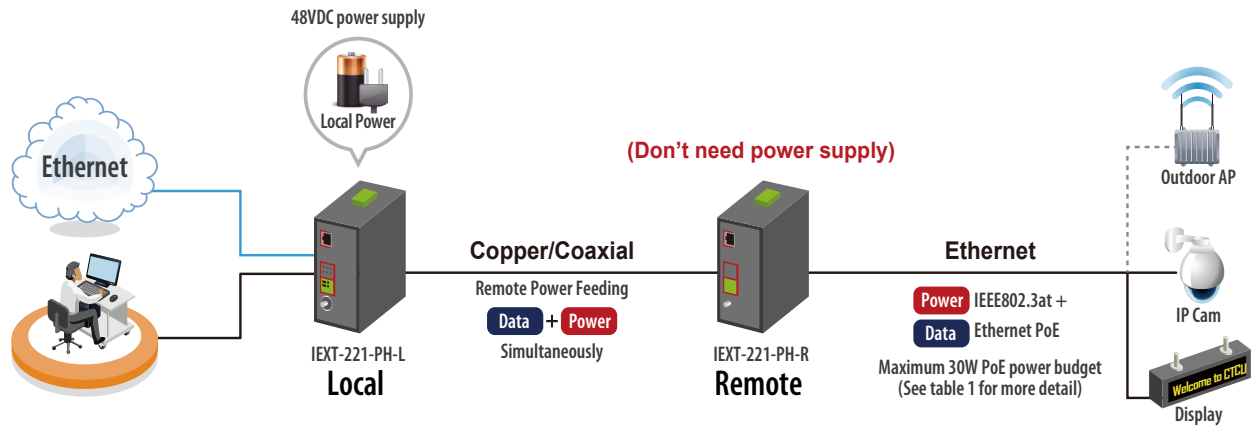 48VDC power supply
Local Power
Ethernet
IEXT-221-PH-L
Local
Copper/Coaxial
Remote Power Feeding
Data + Power
Simultaneously
(Don't need power supply)
IEXT-221-PH-R
Remote
Ethernet
Power IEEE802.3at +
Data Ethernet PoE
Maximum 30W PoE power budget
(See table 1 for more detail)
Outdoor AP
IP Cam
Welcome to CTCU
Display